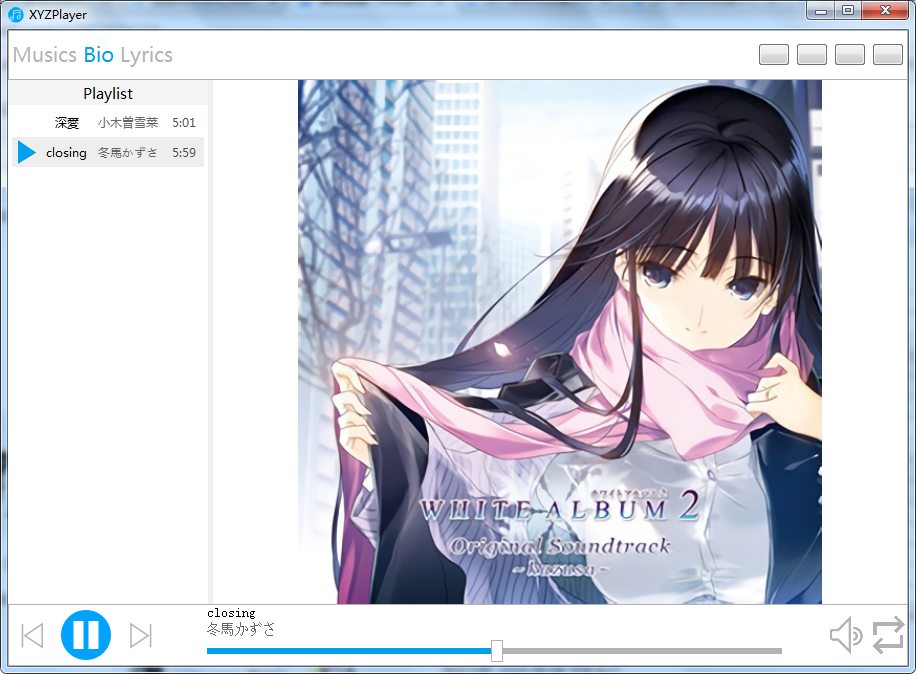 XYZPlayer
Musics Bio Lyrics
Playlist
深愛 小木曽雪菜 5:01
closing 冬馬かずさ 5:59
ホワイトアルバム2
WHITE ALBUM 2
Original Soundtrack
~kazusa~
closing
冬馬かずさ